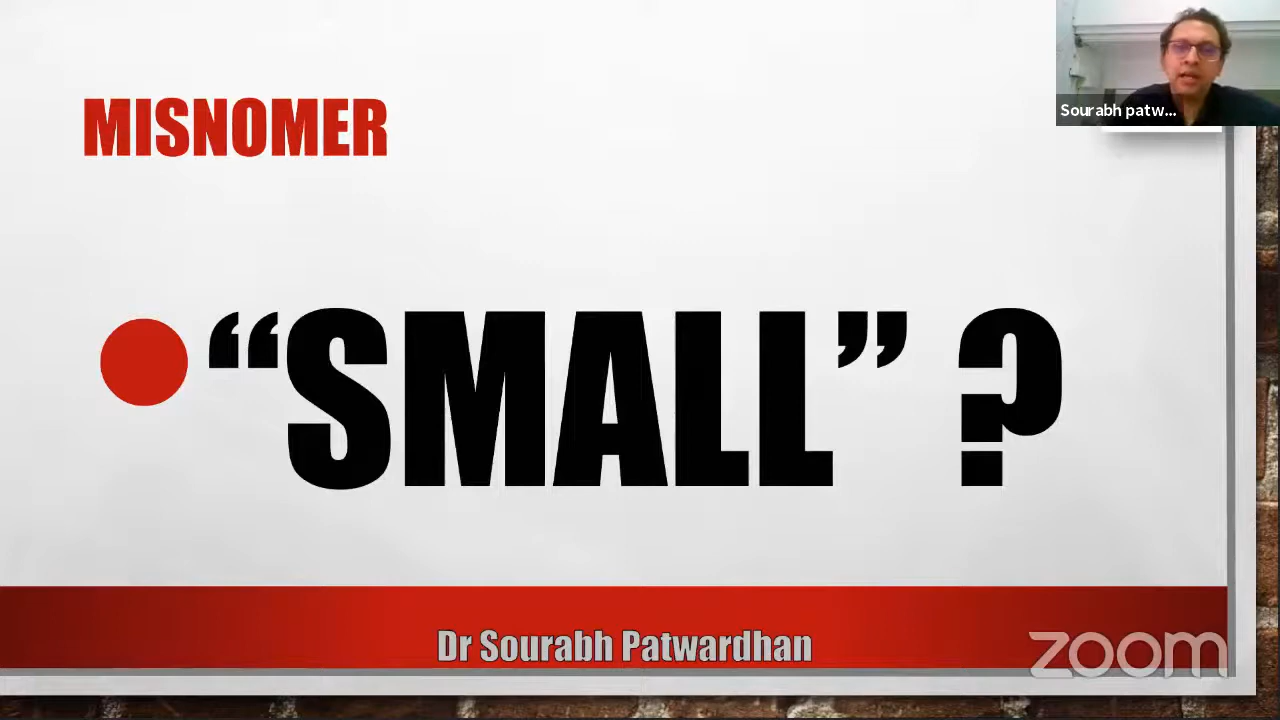 Sourabh patw...
MISNOMER
“SMALL” ?
Dr Sourabh Patwardhan
zoom